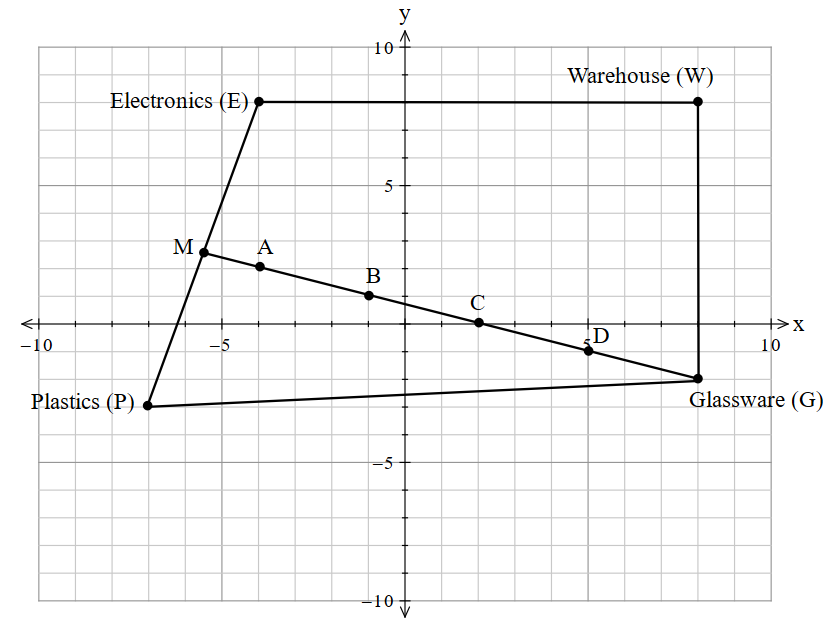 y
10
Warehouse (W)
Electronics (E)
5
M
A
B
C
D
x
−10
−5
5
10
Plastics (P)
Glassware (G)
−5
−10